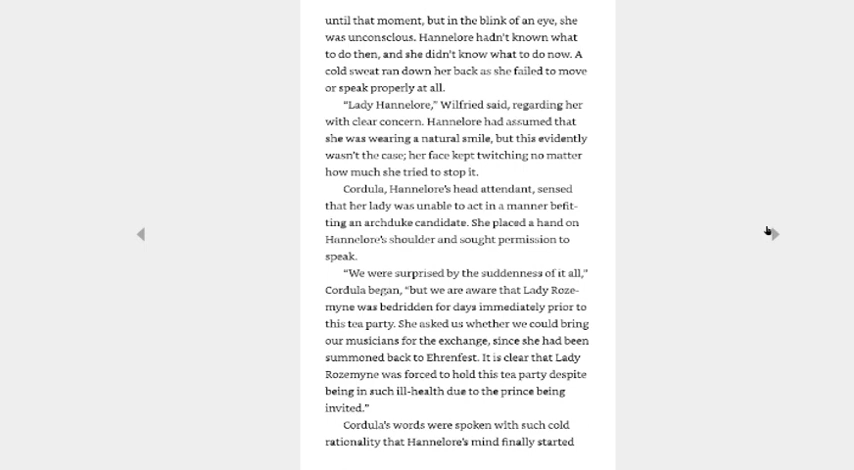 until that moment, but in the blink of an eye, she
was unconscious. Hannelore hadn't known what
to do then, and she didn't know what to do now. A
cold sweat ran down her back as she failed to move
or speak properly at all.
“Lady Hannelore,” Wilfried said, regarding her
with clear concern. Hannelore had assumed that
she was wearing a natural smile, but this evidently
wasn't the case; her face kept twitching no matter
how much she tried to stop it.
Cordula, Hannelore's head attendant, sensed
that her lady was unable to act in a manner befit-
ting an archduke candidate. She placed a hand on
Hannelore's shoulder and sought permission to
speak.
“We were surprised by the suddenness of it all,”
Cordula began, “but we are aware that Lady Roze-
myne was bedridden for days immediately prior to
this tea party. She asked us whether we could bring
our musicians for the exchange, since she had been
summoned back to Ehrenfest. It is clear that Lady
Rozemyne was forced to hold this tea party despite
being in such ill-health due to the prince being
invited.”
Cordula's words were spoken with such cold
rationality that Hannelore's mind finally started